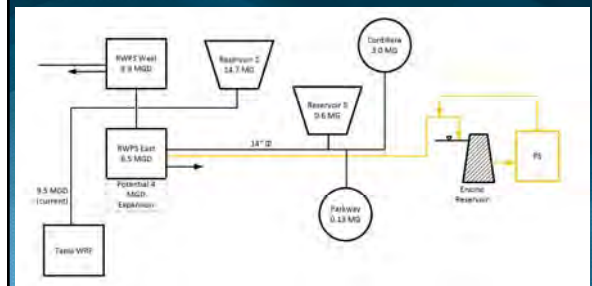 RWPS West
9.9 MGD
Reservoir 2
14.7 MG
Cordillera
3.0 MG
Reservoir 5
0.6 MG
RWPS East
6.5 MGD
14" Ø
PS
Potential 4
MGD
Expansion
Encino
Reservoir
9.5 MGD
(current)
Parkway
0.13 MG
Tapia WRF